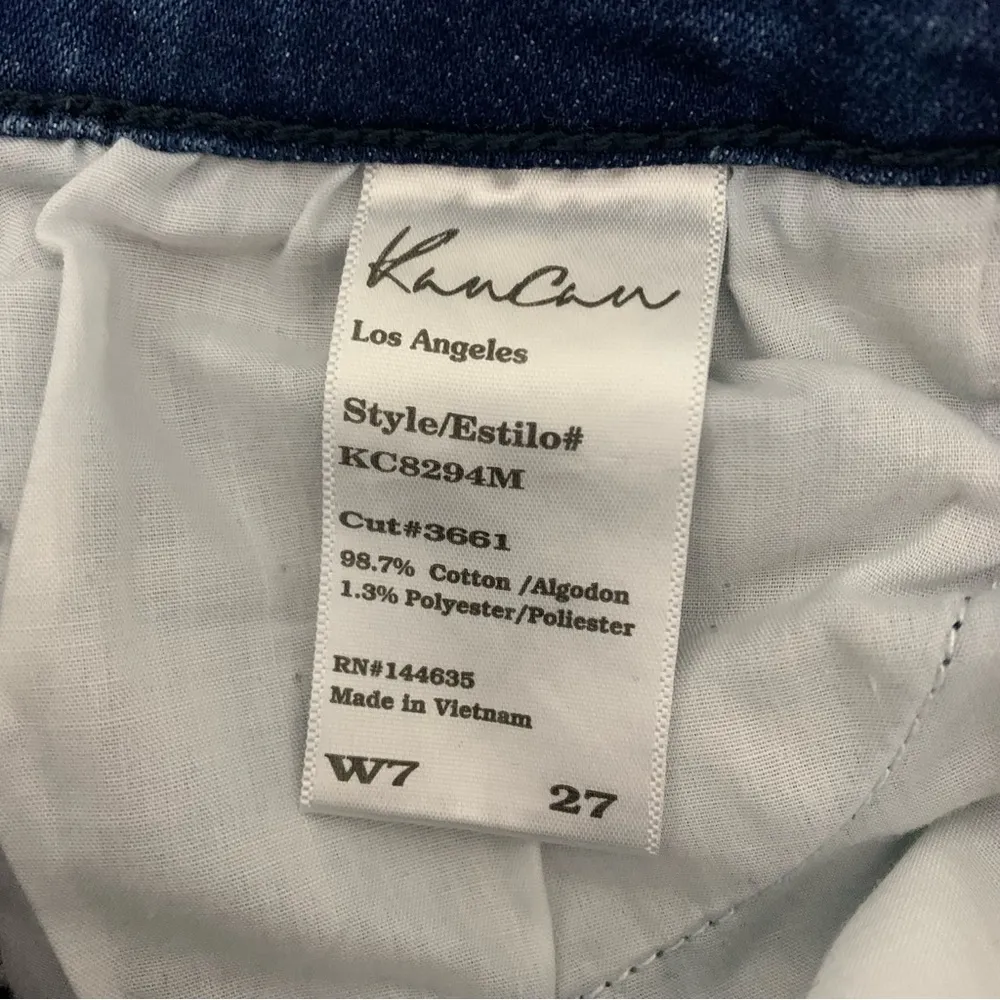 KanCan
Los Angeles
Style/Estilo#
KC8294M
Cut#3661
98.7% Cotton /Algodon
1.3% Polyester/Poliester
RN#144635
Made in Vietnam
W7 27